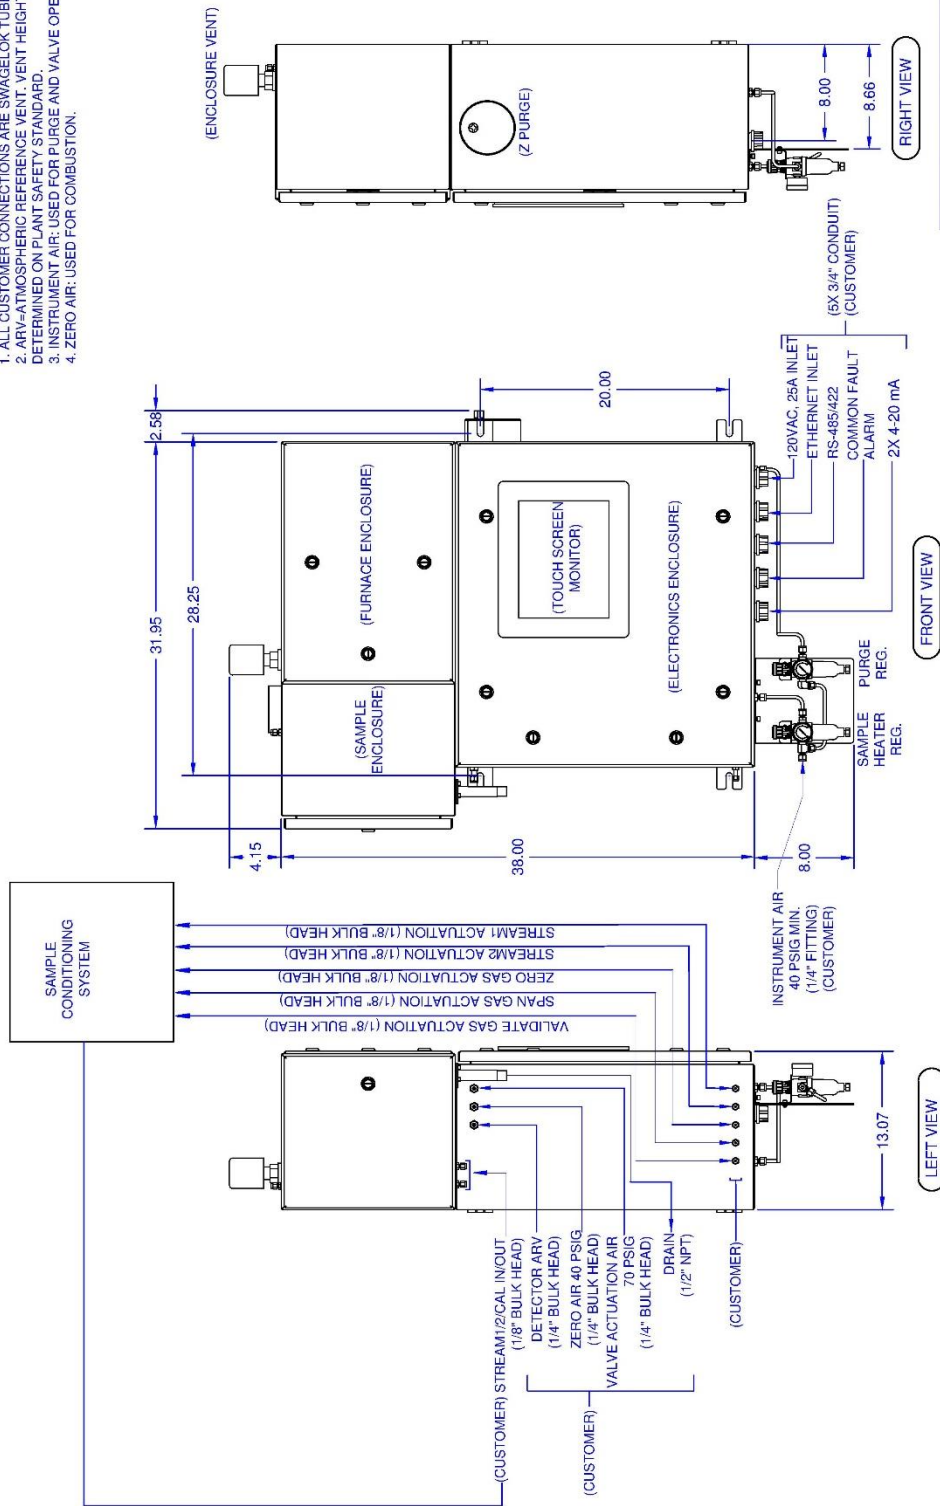 1. ALL CUSTOMER CONNECTIONS ARE SWAGELOK
2. ARV=ATMOSPHERIC REFERENCE VENT. VENT HEIGHT
DETERMINED ON PLANT SAFETY STANDARD.
3. INSTRUMENT AIR: USED FOR PURGE AND VALVE
4. ZERO AIR: USED FOR COMBUSTION.
SAMPLE
CONDITIONING
SYSTEM
VALIDATE GAS ACTUATION (1/8" BULK HEAD)
SPAN GAS ACTUATION (1/8" BULK HEAD)
ZERO GAS ACTUATION (1/8" BULK HEAD)
STREAM2 ACTUATION (1/8" BULK HEAD)
STREAM1 ACTUATION (1/8" BULK HEAD)
(CUSTOMER) STREAM1/2/CAL IN/OUT
(1/8" BULK HEAD)
DETECTOR ARV
(1/4" BULK HEAD)
ZERO AIR 40 PSIG
(1/4" BULK HEAD)
VALVE ACTUATION AIR
70 PSIG
(1/4" BULK HEAD)
DRAIN
(1/2" NPT)
(CUSTOMER)
(CUSTOMER)
13.07
LEFT VIEW
31.95
2.58
28.25
4.15
38.00
8.00
20.00
(SAMPLE
ENCLOSURE)
(FURNACE ENCLOSURE)
(TOUCH SCREEN
MONITOR)
(ELECTRONICS ENCLOSURE)
INSTRUMENT AIR
40 PSIG MIN.
(1/4" FITTING)
(CUSTOMER)
SAMPLE
HEATER
REG.
PURGE
REG.
120VAC, 25A INLET
ETHERNET INLET
RS-485/422
COMMON FAULT
ALARM
2X 4-20 mA
(5X 3/4" CONDUIT)
(CUSTOMER)
FRONT VIEW
(ENCLOSURE VENT)
(Z PURGE)
8.00
8.66
RIGHT VIEW